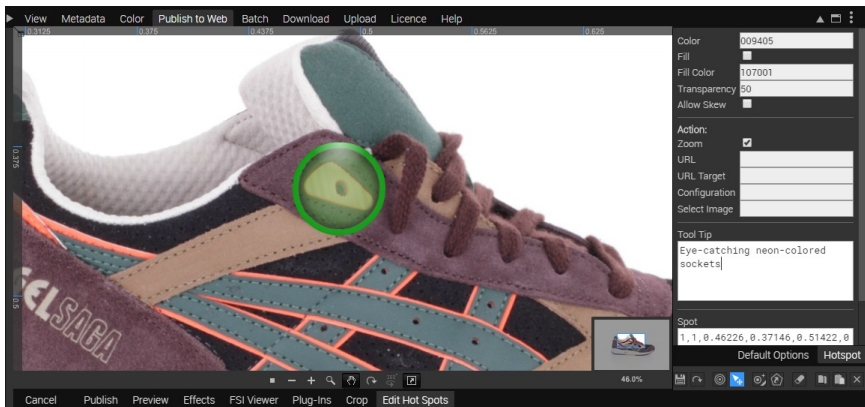 View Metadata Color Publish to Web Batch Download Upload Licence Help
0.3125 0.375 0.4375 0.5 0.5625 0.625
0.375
0.5
GEL SAGA
46.0%
Color 009405
Fill
Fill Color 107001
Transparency 50
Allow Skew
Action:
Zoom
URL
URL Target
Configuration
Select Image
Tool Tip
Eye-catching neon-colored
sockets
Spot
1,1,0.46226,0.37146,0.51422,0
Default Options Hotspot
Cancel Publish Preview Effects FSI Viewer Plug-Ins Crop Edit Hot Spots